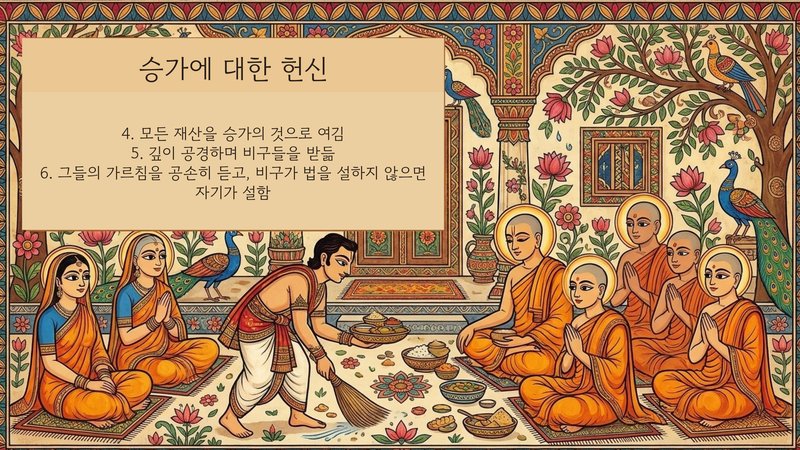 승가에 대한 헌신
4. 모든 재산을 승가의 것으로 여김
5. 깊이 공경하며 비구들을 받듦
6. 그들의 가르침을 공손히 듣고, 비구가 법을 설하지 않으면
자기가 설함